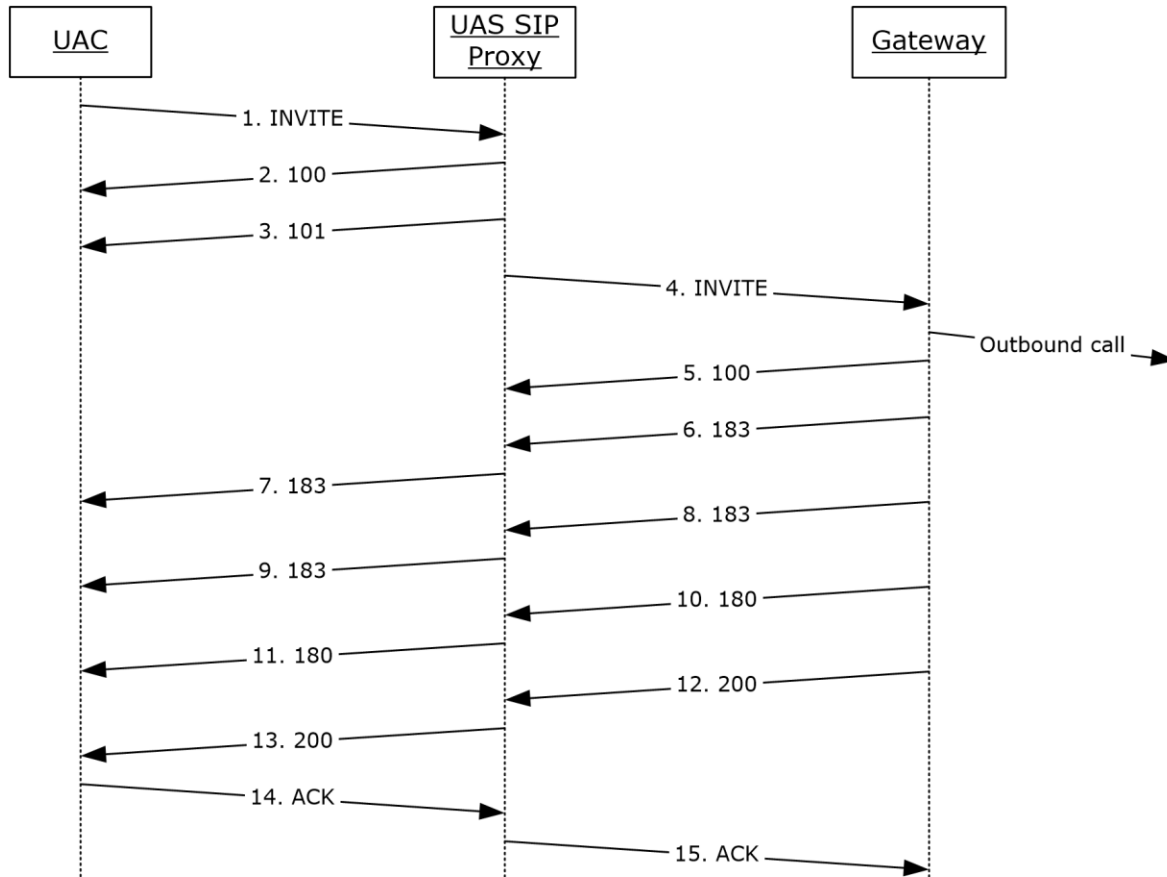 UAC
UAS SIP
Proxy
Gateway
1. INVITE
2. 100
3. 101
4. INVITE
Outbound call
5. 100
6. 183
7. 183
8. 183
9. 183
10. 180
11. 180
12. 200
13. 200
14. ACK
15. ACK